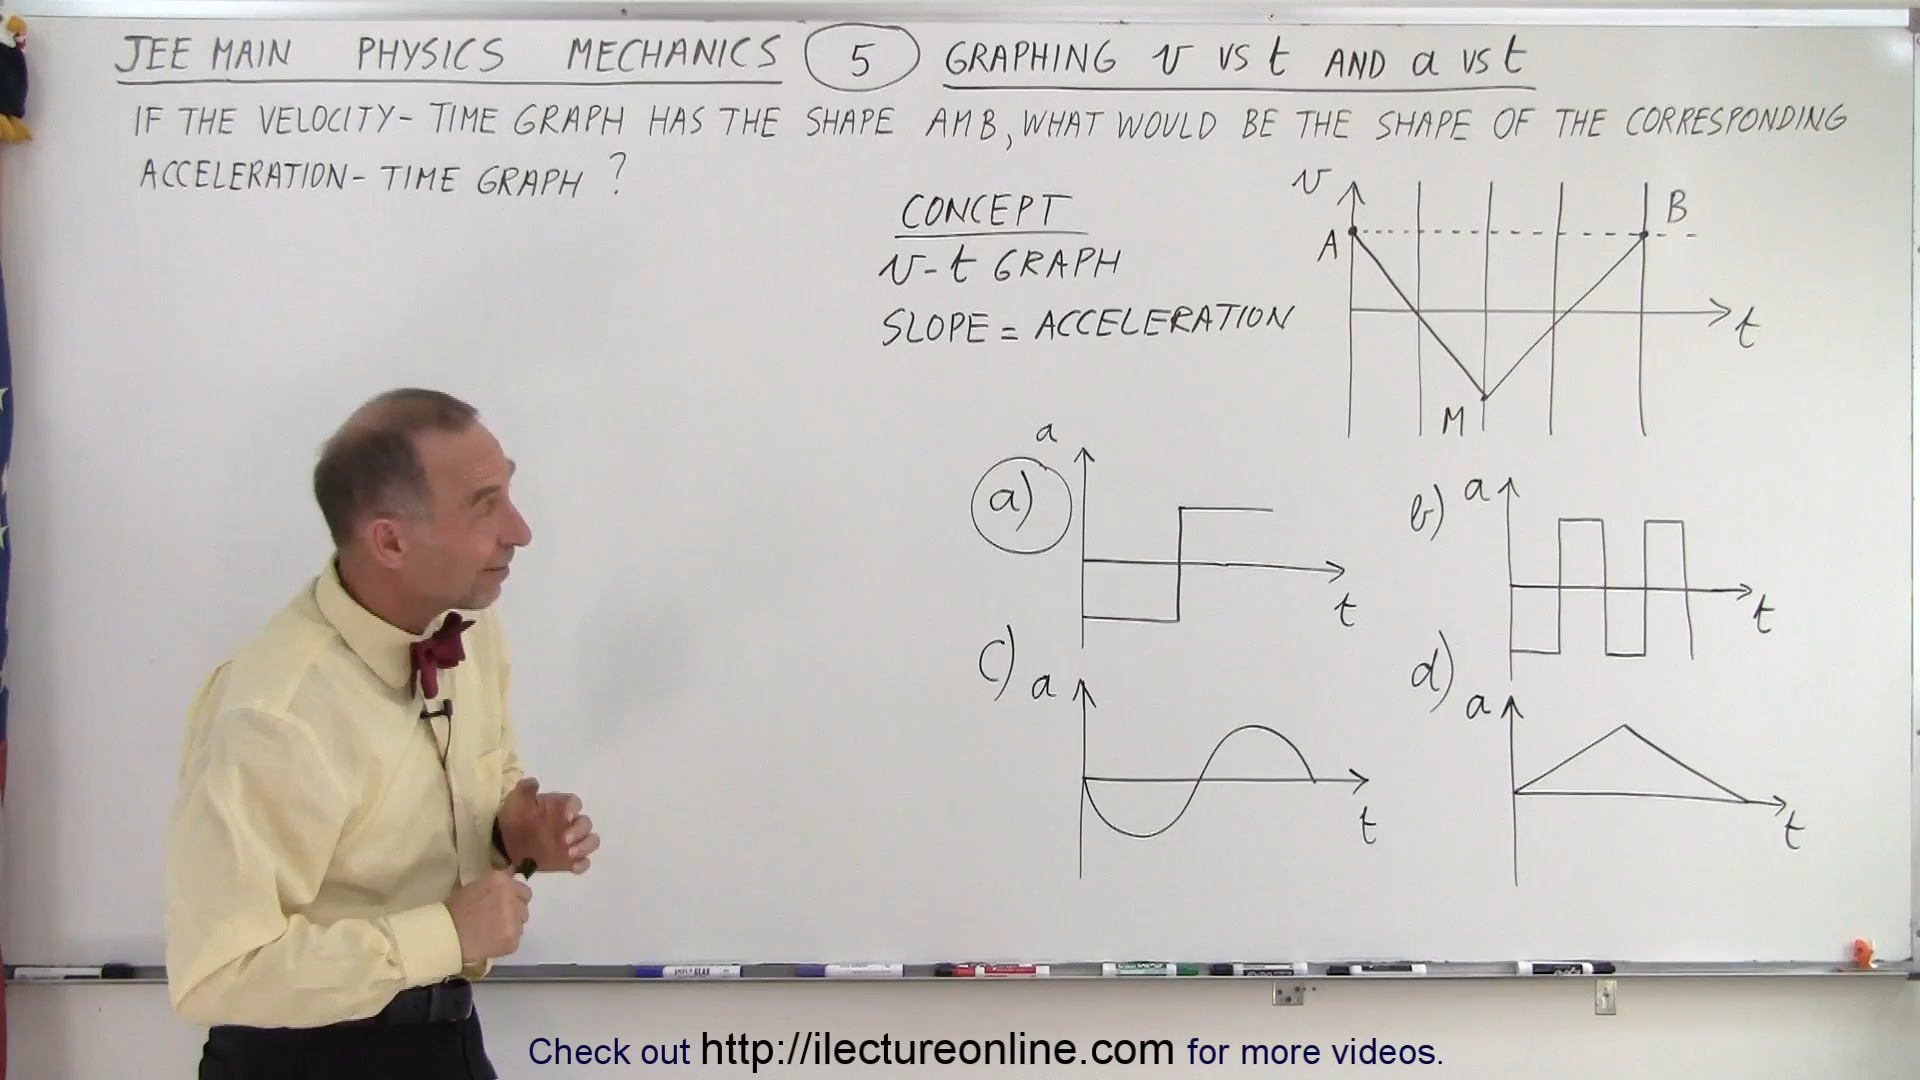 JEE MAIN PHYSICS MECHANICS 5 GRAPHING v vs t AND a vs t
IF THE VELOCITY-TIME GRAPH HAS THE SHAPE AMB, WHAT WOULD BE THE SHAPE OF THE CORRESPONDING
ACCELERATION-TIME GRAPH ?
CONCEPT
v-t GRAPH
SLOPE = ACCELERATION
v
A
B
t
M
a)
a
t
b)
a
t
c)
a
t
d)
a
t
Check out http://ilectureonline.com for more videos.